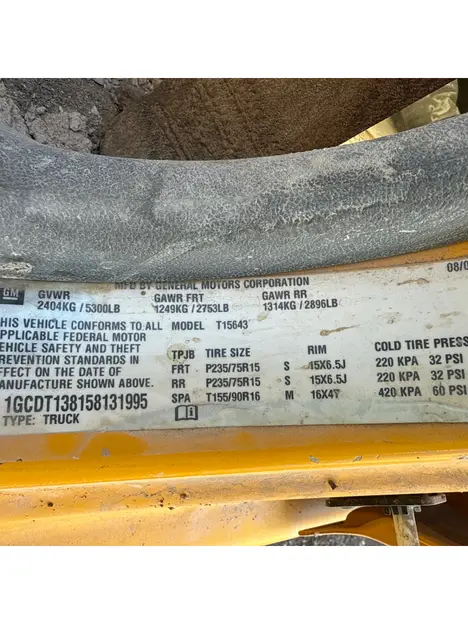 MFD BY GENERAL MOTORS CORPORATION 08/0
GM GVWR GAWR FRT GAWR RR
2404KG / 5300LB 1249KG / 2753LB 1314KG / 2896LB
THIS VEHICLE CONFORMS TO ALL MODEL T15643
APPLICABLE FEDERAL MOTOR
VEHICLE SAFETY AND THEFT TPJB TIRE SIZE RIM COLD TIRE PRESS
PREVENTION STANDARDS FRT - P235/75R15 S 15X6.5J 220 KPA 32 PSI
IN EFFECT ON THE DATE OF RR - P235/75R15 S 15X6.5J 220 KPA 32 PSI
MANUFACTURE SHOWN ABOVE. SPA - T155/90R16 M 16X4T 420 KPA 60 PSI
1GCDT138158131995
TYPE: TRUCK